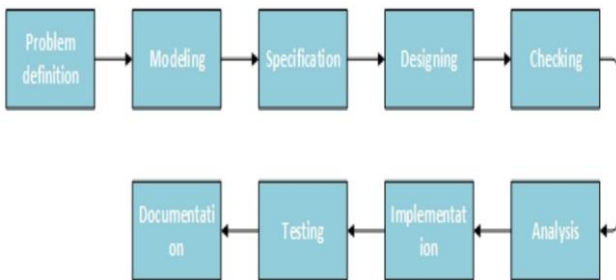 Problem
definition
Modeling
Specification
Designing
Checking
Documentati
on
Testing
Implementat
ion
Analysis